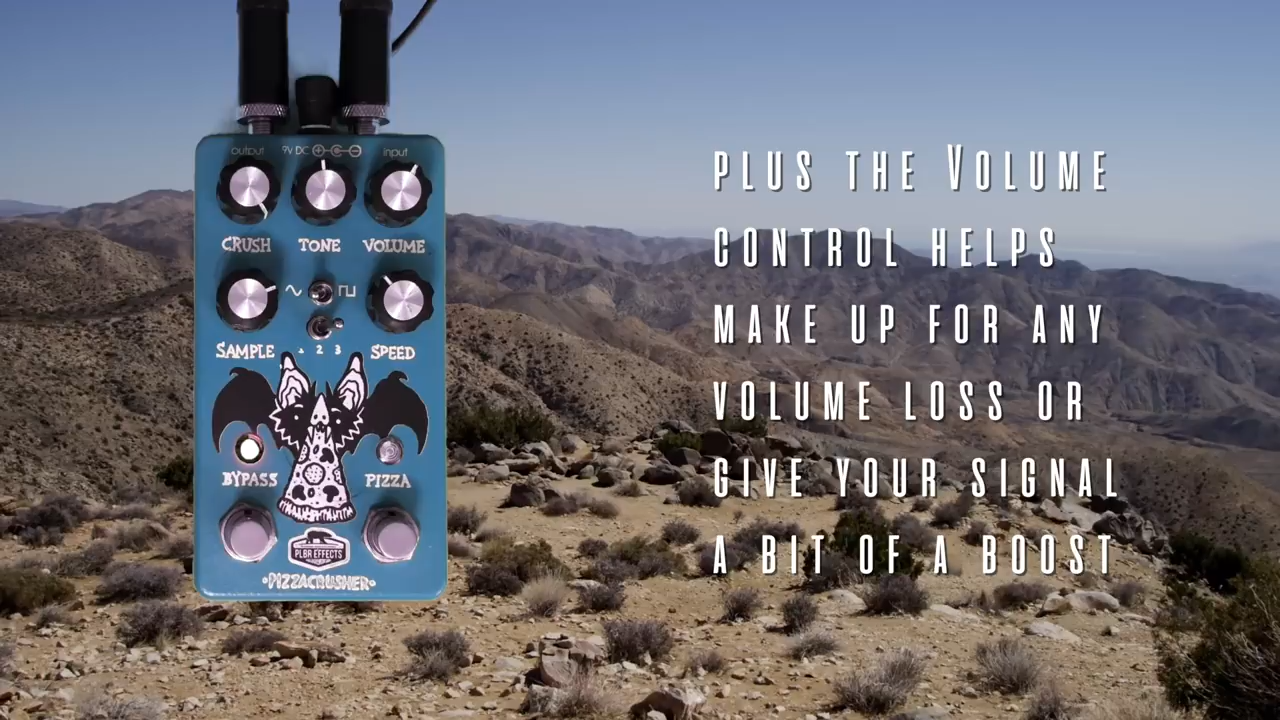 output 9V DC input
CRUSH TONE VOLUME
SAMPLE 2 3 SPEED
BYPASS PIZZA
PLBR EFFECTS
PIZZACRUSHER
PLUS THE VOLUME
CONTROL HELPS
MAKE UP FOR ANY
VOLUME LOSS OR
GIVE YOUR SIGNAL
A BIT OF A BOOST